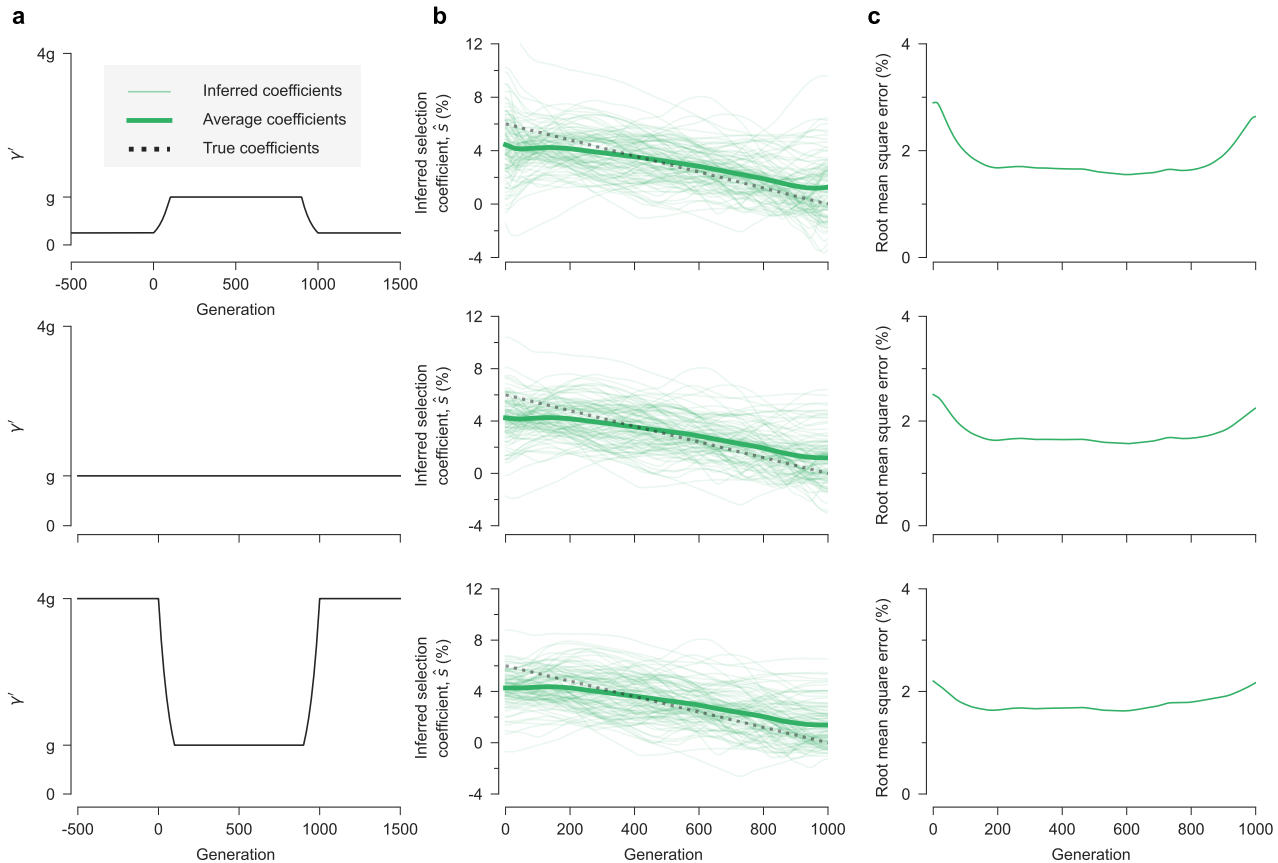 a
b
c
4g
g
0
γ′
-500
0
500
1000
1500
Generation
Inferred coefficients
Average coefficients
True coefficients
12
8
4
0
-4
Inferred selection
coefficient, ŝ (%)
4
2
0
Root mean square error (%)
4g
g
0
γ′
12
8
4
0
-4
Inferred selection
coefficient, ŝ (%)
4
2
0
Root mean square error (%)
4g
g
0
γ′
-500
0
500
1000
1500
Generation
12
8
4
0
-4
Inferred selection
coefficient, ŝ (%)
0
200
400
600
800
1000
Generation
4
2
0
Root mean square error (%)
0
200
400
600
800
1000
Generation